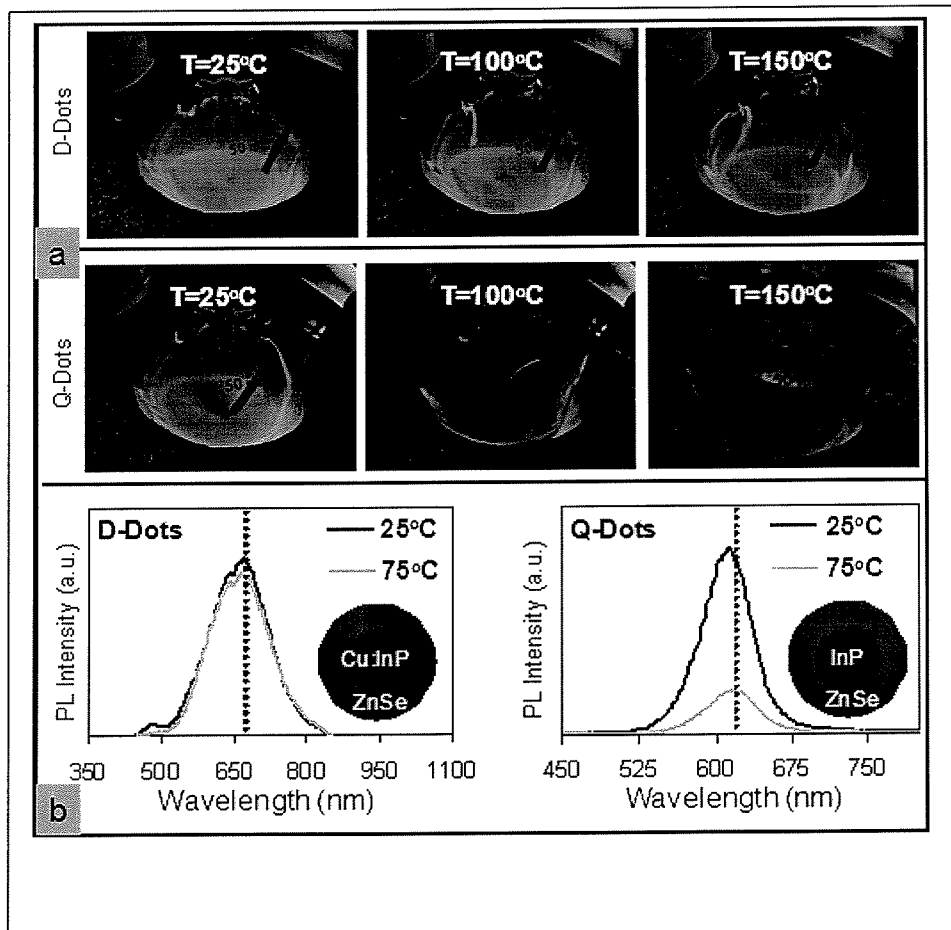 D-Dots
T=25°C
T=100°C
T=150°C
a
Q-Dots
T=25°C
T=100°C
T=150°C
50
b
D-Dots
25°C
75°C
Cu:InP
ZnSe
PL Intensity (a.u.)
350 500 650 800 950 1100
Wavelength (nm)
Q-Dots
25°C
75°C
InP
ZnSe
PL Intensity (a.u.)
450 525 600 675 750
Wavelength (nm)